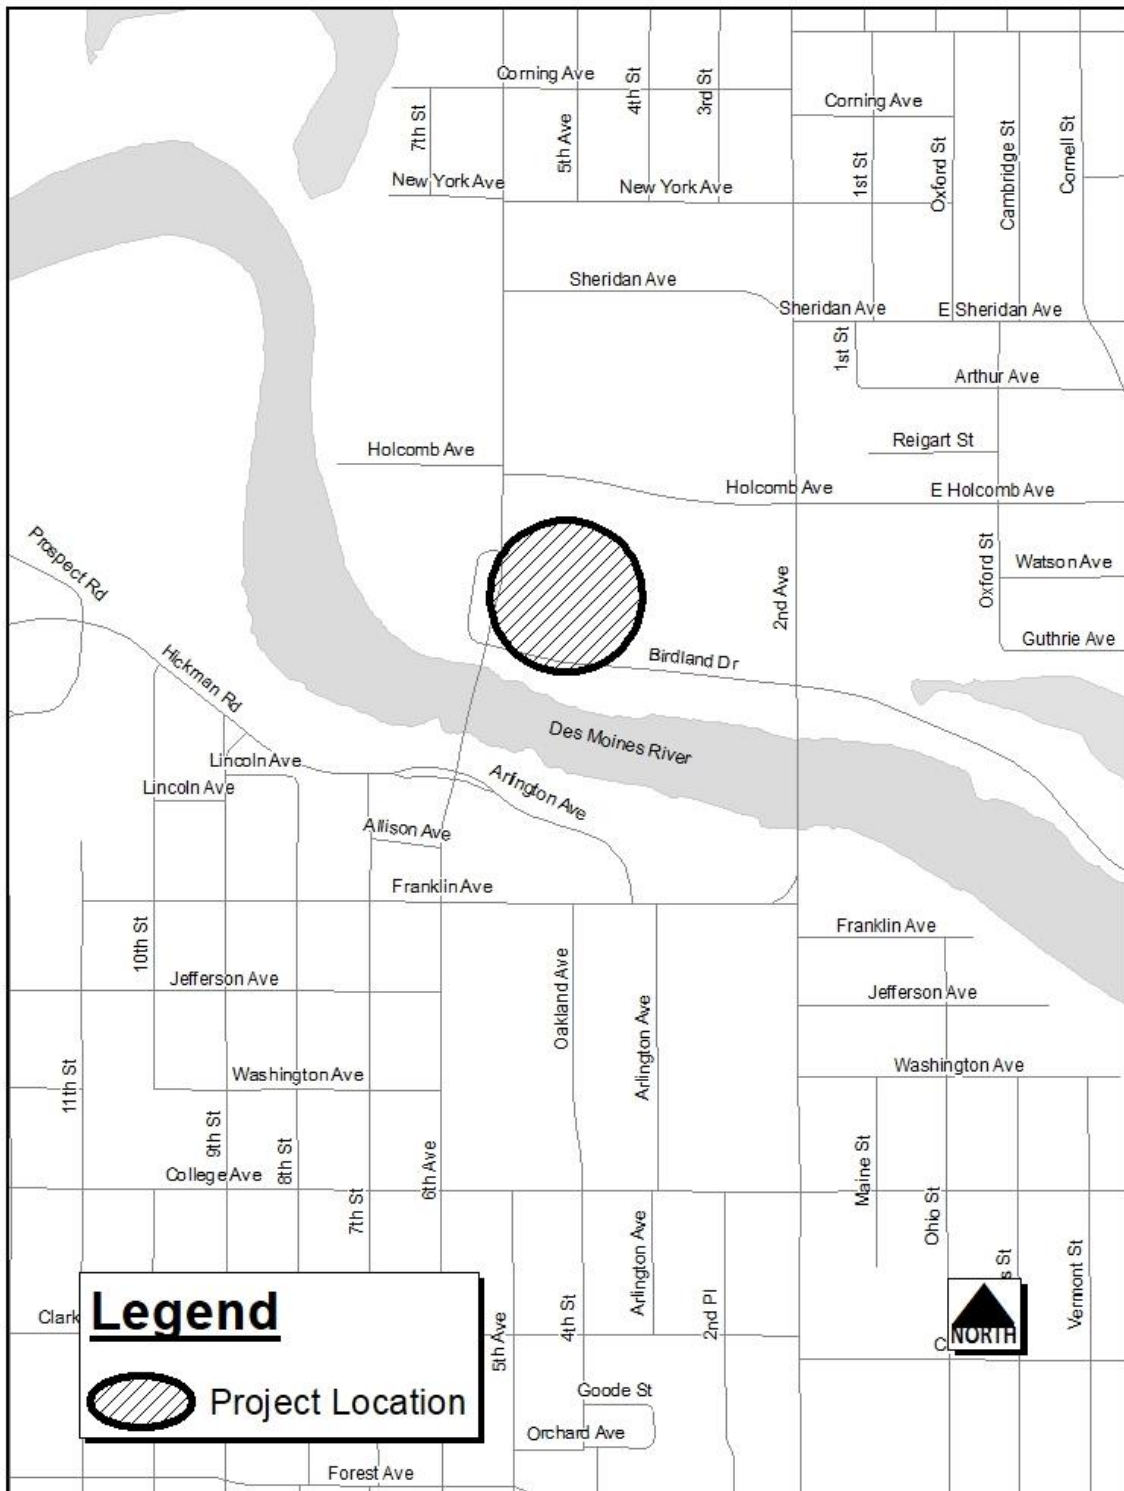 Corning Ave
4th St
3rd St
Corning Ave
7th St
5th Ave
New York Ave
New York Ave
1st St
Oxford St
Cambridge St
Cornell St
Sheridan Ave
Sheridan Ave
E Sheridan Ave
1st St
Arthur Ave
Reigart St
Holcomb Ave
Holcomb Ave
E Holcomb Ave
Prospect Rd
Oxford St
Watson Ave
2nd Ave
Guthrie Ave
Hickman Rd
Birdland Dr
Des Moines River
Lincoln Ave
Lincoln Ave
Arlington Ave
Allison Ave
Franklin Ave
Franklin Ave
10th St
Jefferson Ave
Oakland Ave
Arlington Ave
Jefferson Ave
11th St
Washington Ave
Washington Ave
9th St
8th St
College Ave
7th St
6th Ave
Maine St
Ohio St
Arlington Ave
s St
Vermont St
Clark
5th Ave
4th St
2nd Pl
C
NORTH
Legend
Project Location
Goode St
Orchard Ave
Forest Ave